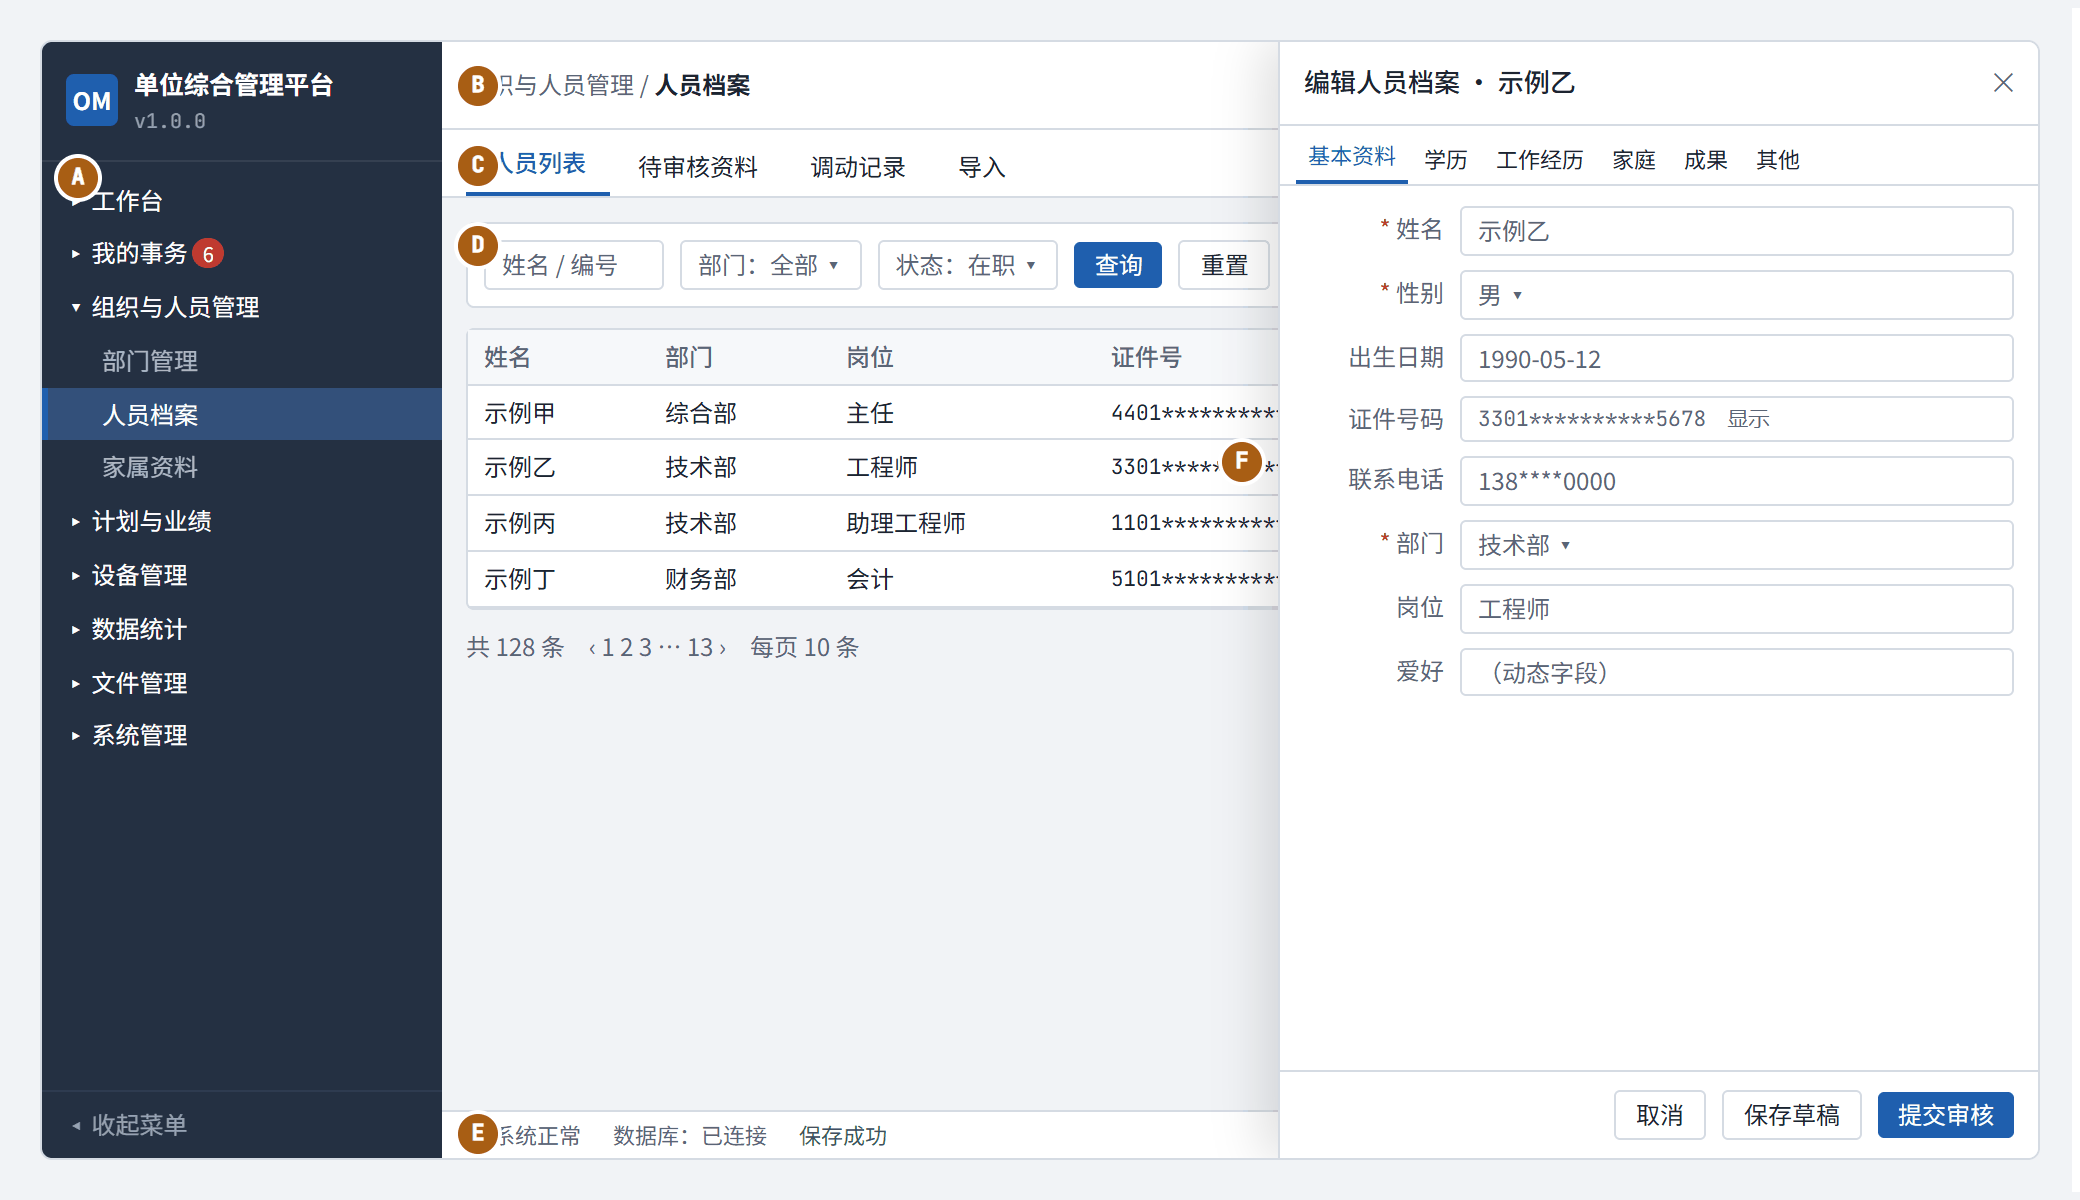 OM
单位综合管理平台
v1.0.0
A
▸ 工作台
▸ 我的事务 6
▾ 组织与人员管理
部门管理
人员档案
家属资料
▸ 计划与业绩
▸ 设备管理
▸ 数据统计
▸ 文件管理
▸ 系统管理
◂ 收起菜单
B 织与人员管理 / 人员档案
C 人员列表 待审核资料 调动记录 导入
D 姓名 / 编号 部门：全部 ▾ 状态：在职 ▾ 查询 重置
姓名 部门 岗位 证件号
示例甲 综合部 主任 4401**********
示例乙 技术部 工程师 3301***** F *
示例丙 技术部 助理工程师 1101**********
示例丁 财务部 会计 5101**********
共 128 条 ‹ 1 2 3 ··· 13 › 每页 10 条
E 系统正常 数据库：已连接 保存成功
编辑人员档案 · 示例乙 ×
基本资料 学历 工作经历 家庭 成果 其他
* 姓名 示例乙
* 性别 男 ▾
出生日期 1990-05-12
证件号码 3301**********5678 显示
联系电话 138****0000
* 部门 技术部 ▾
岗位 工程师
爱好 （动态字段）
取消 保存草稿 提交审核